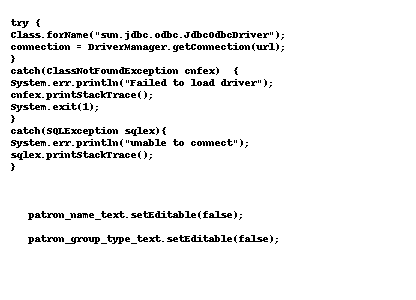 try {
Class.forName("sun.jdbc.odbc.JdbcOdbcDriver");
connection = DriverManager.getConnection(url);
}
catch(ClassNotFoundException cnfex)  {
System.err.println("Failed to load driver");
cnfex.printStackTrace();
System.exit(1);
}
catch(SQLException sqlex){
System.err.println("unable to connect");
sqlex.printStackTrace();
}
patron_name_text.setEditable(false);
patron_group_type_text.setEditable(false);